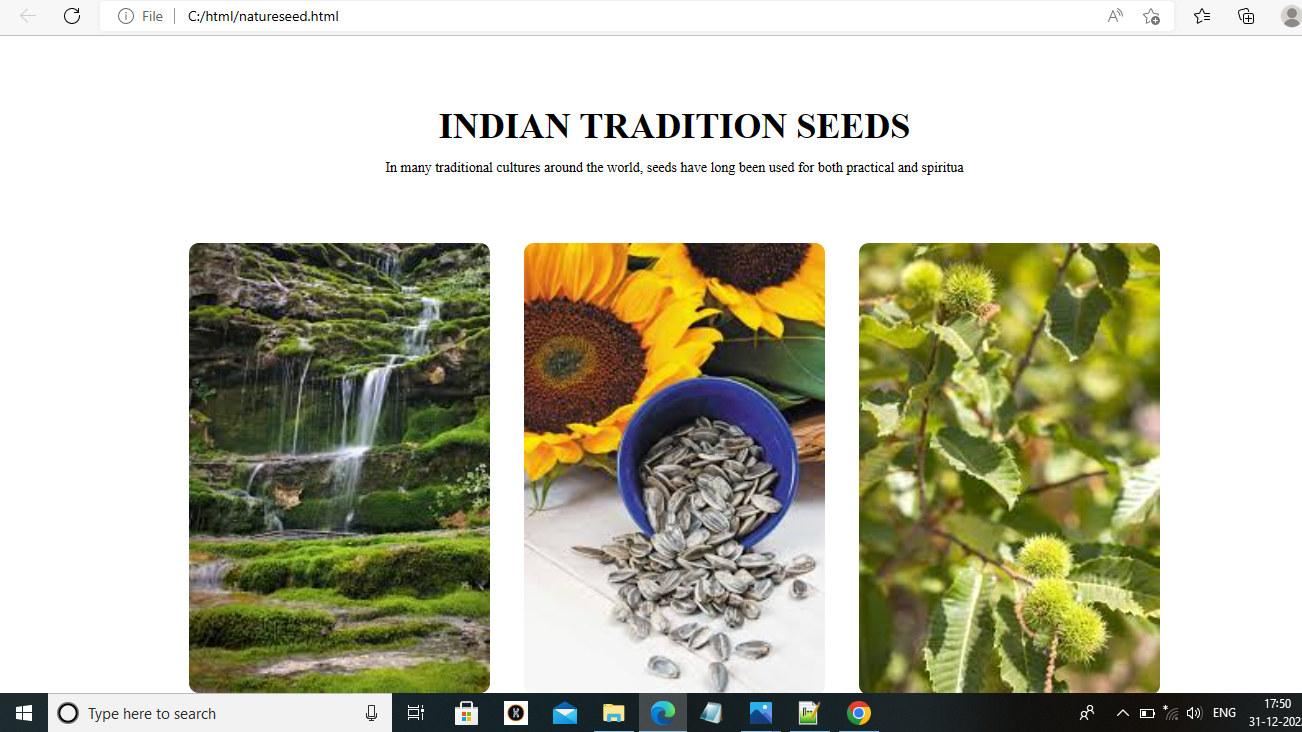 File
C:/html/natureseed.html
INDIAN TRADITION SEEDS
In many traditional cultures around the world, seeds have long been used for both practical and spiritua
Type here to search
ENG
17:50
31-12-202